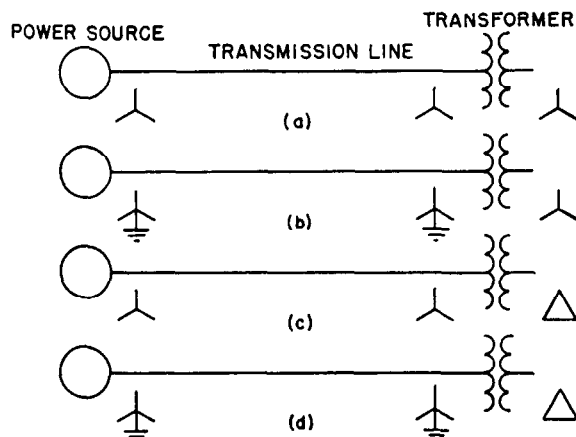 TRANSFORMER
POWER SOURCE
TRANSMISSION LINE
(a)
(b)
(c)
(d)